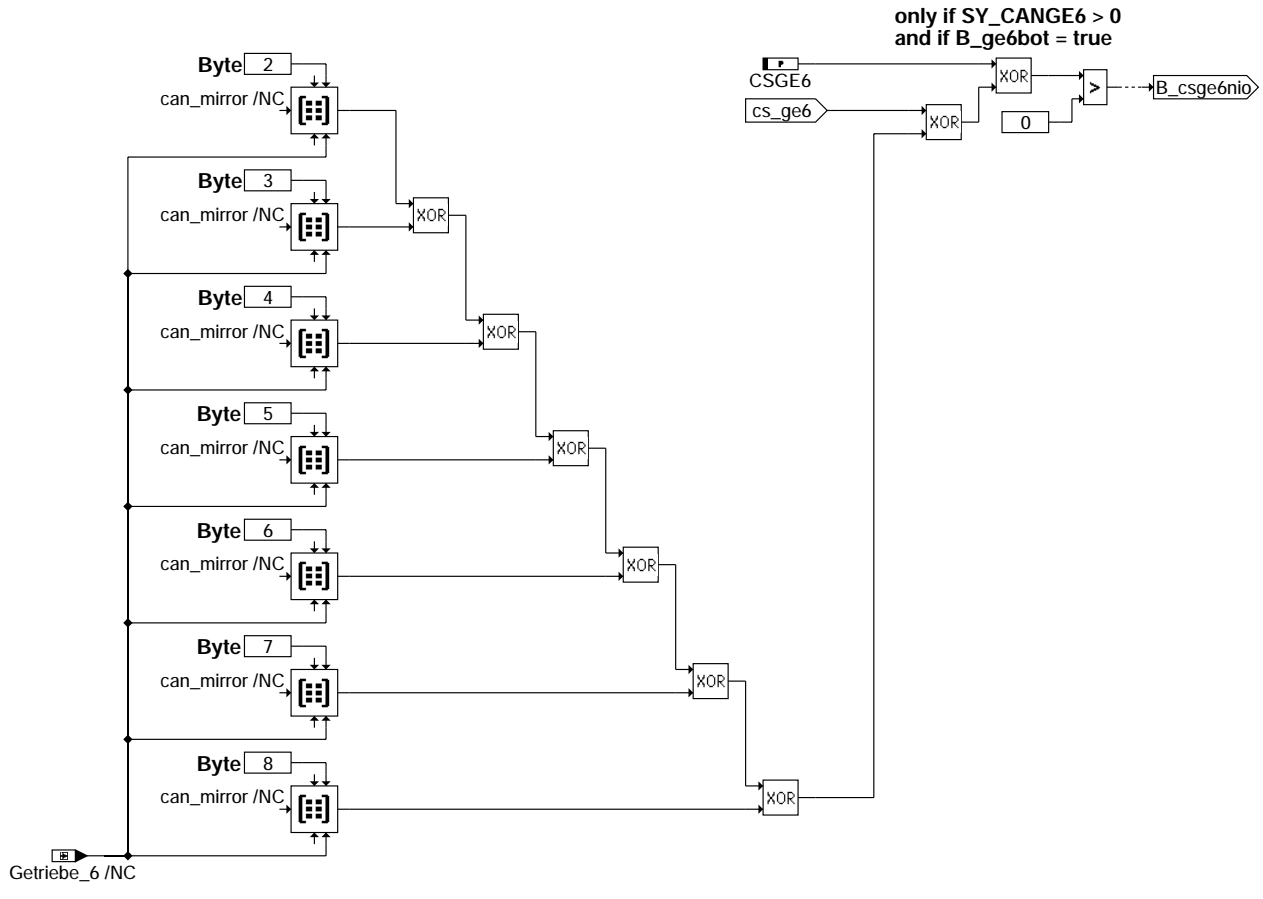 only if SY_CANGE6 > 0
and if B_ge6bot = true
Byte 2
can_mirror /NC
P
CSGE6
XOR
>
B_csge6nio
cs_ge6
XOR
0
Byte 3
can_mirror /NC
XOR
Byte 4
can_mirror /NC
XOR
Byte 5
can_mirror /NC
XOR
Byte 6
can_mirror /NC
XOR
Byte 7
can_mirror /NC
XOR
Byte 8
can_mirror /NC
XOR
Getriebe_6 /NC